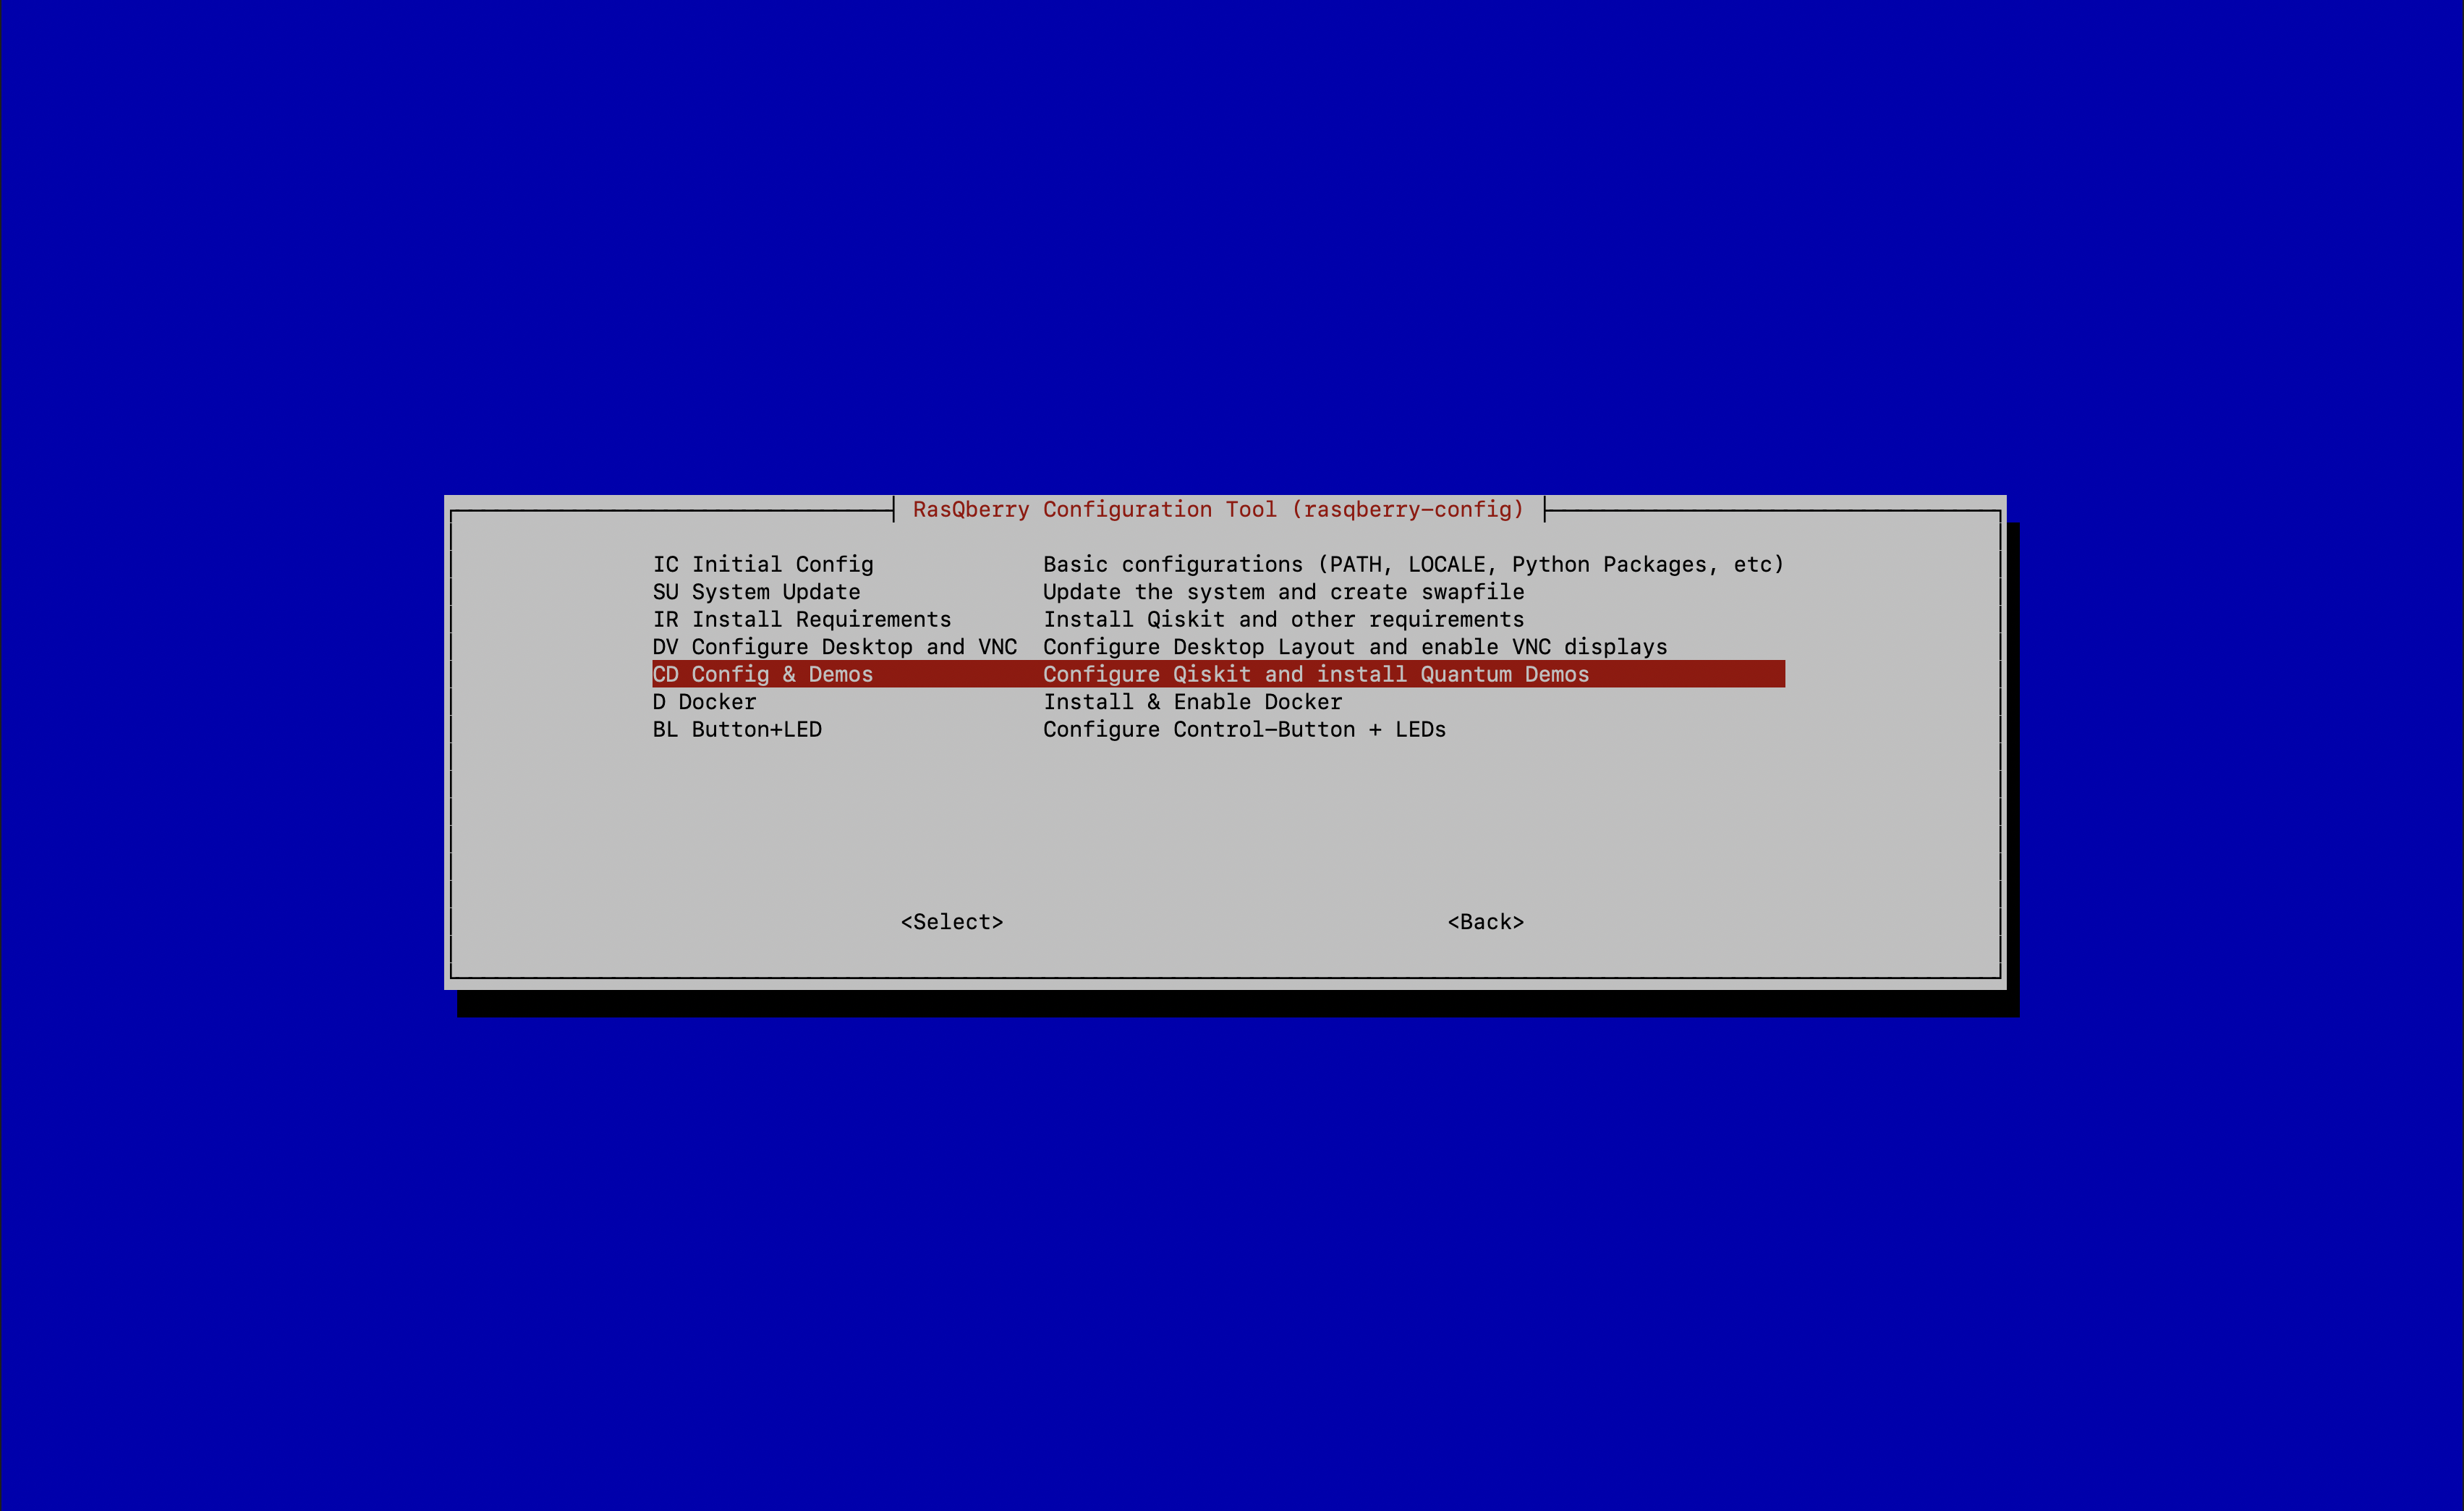 RasQberry Configuration Tool (rasqberry-config)
IC Initial Config Basic configurations (PATH, LOCALE, Python Packages, etc)
SU System Update Update the system and create swapfile
IR Install Requirements Install Qiskit and other requirements
DV Configure Desktop and VNC Configure Desktop Layout and enable VNC displays
CD Config & Demos Configure Qiskit and install Quantum Demos
D Docker Install & Enable Docker
BL Button+LED Configure Control-Button + LEDs
<Select> <Back>